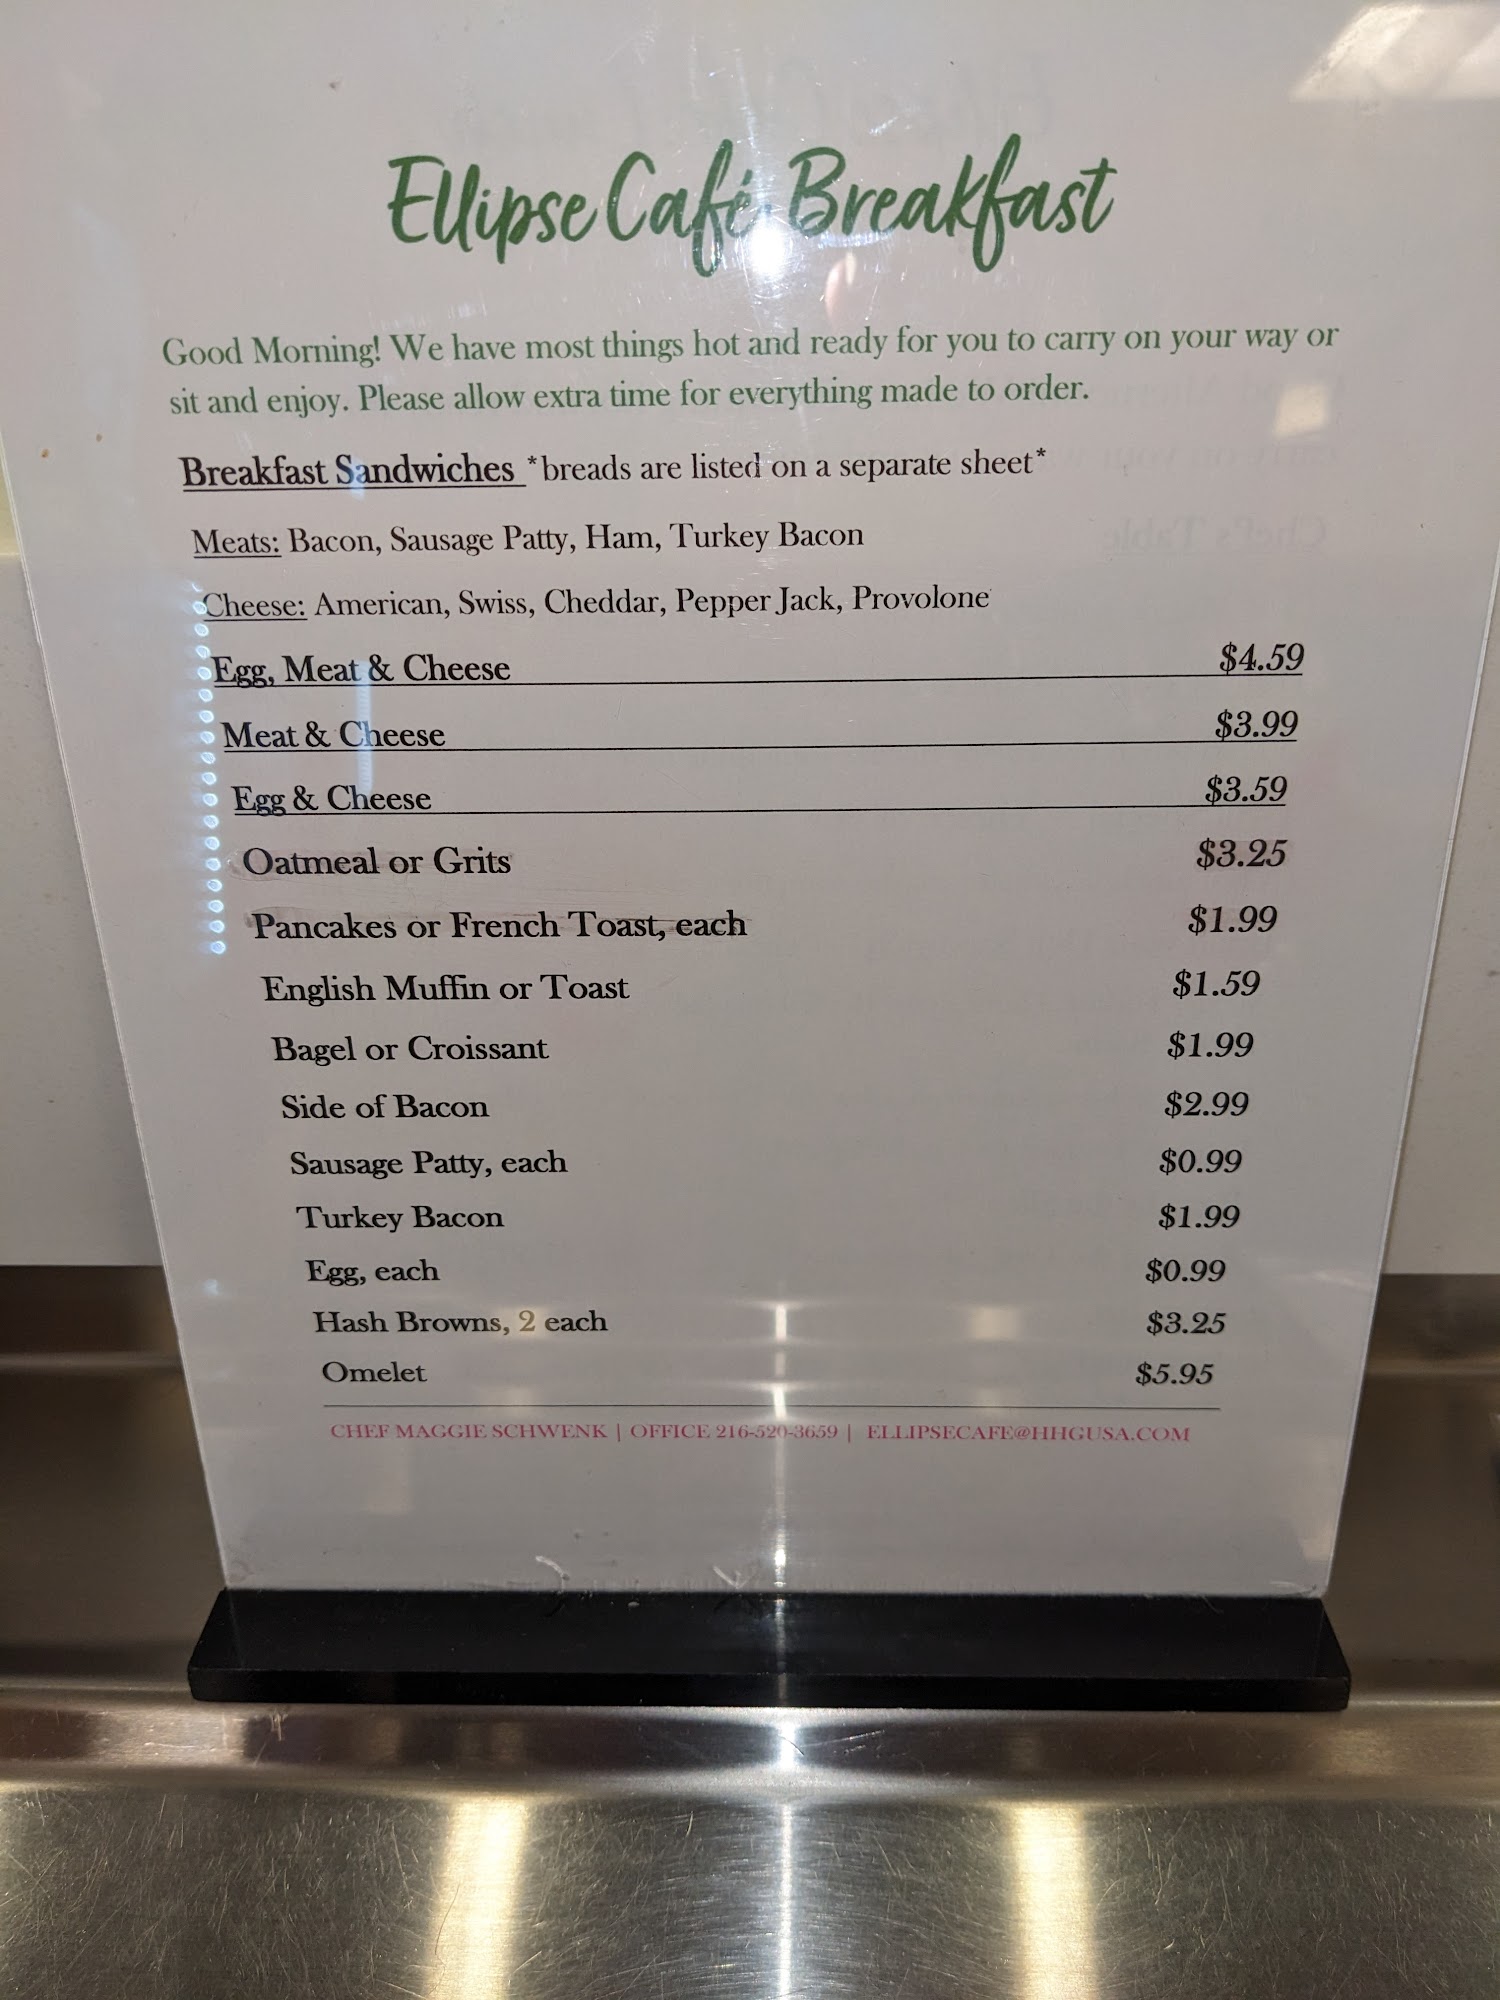 Ellipse Café Breakfast
Good Morning! We have most things hot and ready for you to carry on your way or
sit and enjoy. Please allow extra time for everything made to order.
Breakfast Sandwiches *breads are listed on a separate sheet*
Meats: Bacon, Sausage Patty, Ham, Turkey Bacon
Cheese: American, Swiss, Cheddar, Pepper Jack, Provolone
Egg, Meat & Cheese $4.59
Meat & Cheese $3.99
Egg & Cheese $3.59
Oatmeal or Grits $3.25
Pancakes or French Toast, each $1.99
English Muffin or Toast $1.59
Bagel or Croissant $1.99
Side of Bacon $2.99
Sausage Patty, each $0.99
Turkey Bacon $1.99
Egg, each $0.99
Hash Browns, 2 each $3.25
Omelet $5.95
CHEF MAGGIE SCHWENK | OFFICE 216-520-3659 | ELLIPSECAFE@HHGUSA.COM